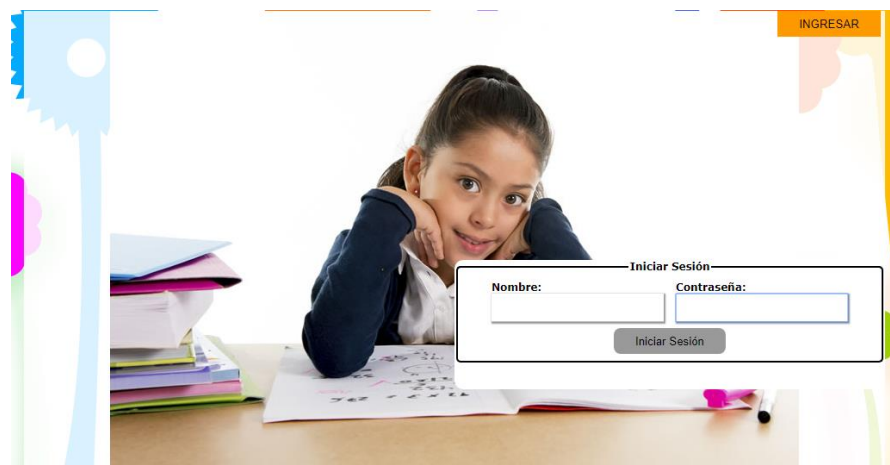 INGRESAR
Iniciar Sesión
Nombre:
Contraseña:
Iniciar Sesión